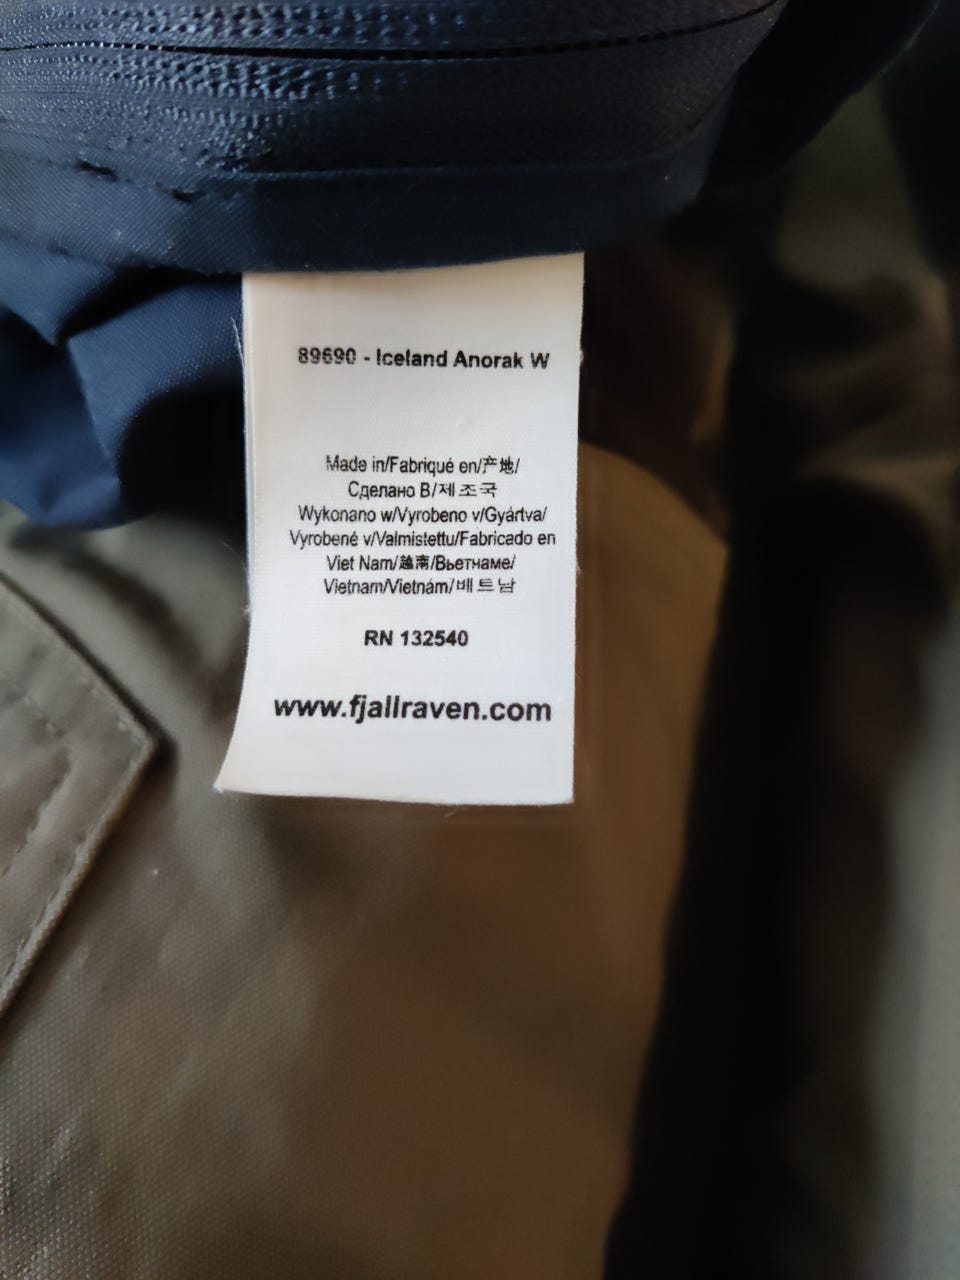 89690 - Iceland Anorak W
Made in/Fabriqué en/产地/
Сделано В/제조국
Wykonano w/Vyrobeno v/Gyártva/
Vyrobené v/Valmistettu/Fabricado en
Viet Nam/越南/Вьетнаме/
Vietnam/Vietnám/베트남
RN 132540
www.fjallraven.com